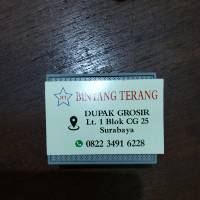 BINTANG TERANG
DUPAK GROSIR
Lt. 1 Blok CG 25
Surabaya
0822 3491 6228